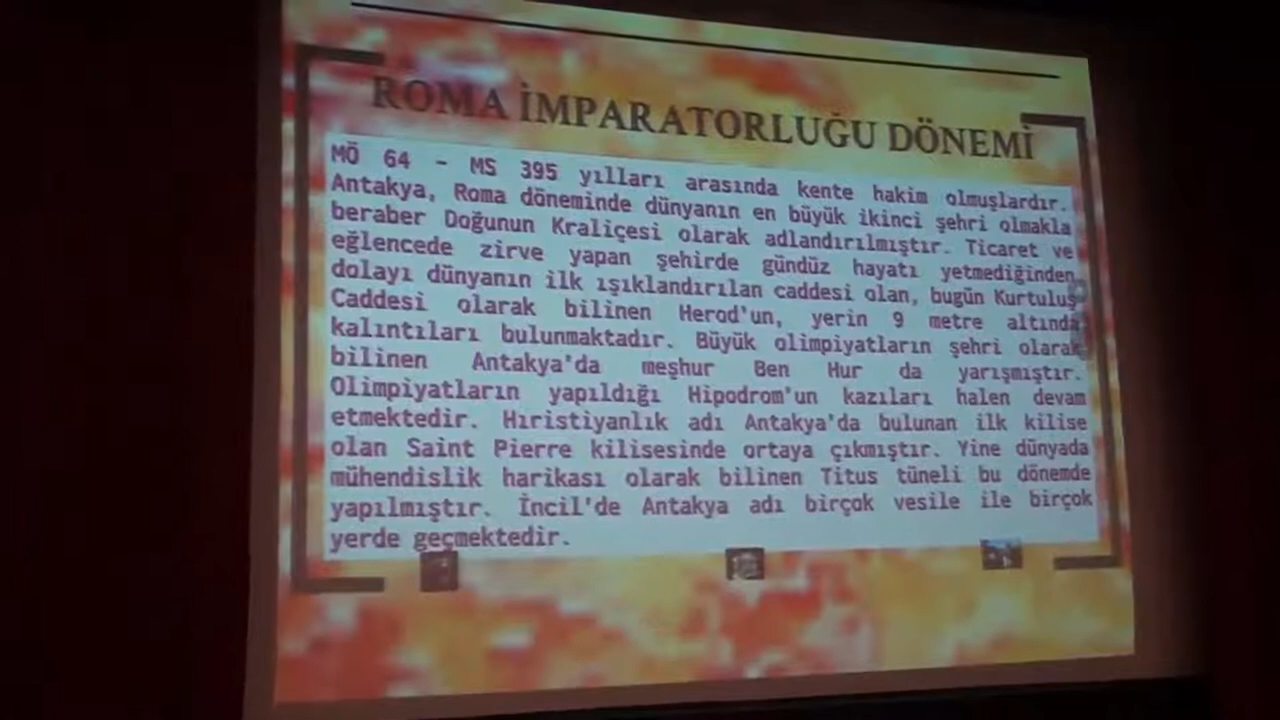 ROMA İMPARATORLUĞU DÖNEMİ
MÖ 64 - MS 395 yılları arasında kente hakim olmuşlardır.
Antakya, Roma döneminde dünyanın en büyük ikinci şehri olmakla
beraber Doğunun Kraliçesi olarak adlandırılmıştır. Ticaret ve
eğlencede zirve yapan şehirde gündüz hayatı yetmediğinden
dolayı dünyanın ilk ışıklandırılan caddesi olan, bugün Kurtuluş
Caddesi olarak bilinen Herod'un, yerin 9 metre altında
kalıntıları bulunmaktadır. Büyük olimpiyatların şehri olarak
bilinen Antakya'da meşhur Ben Hur da yarışmıştır.
Olimpiyatların yapıldığı Hipodrom'un kazıları halen devam
etmektedir. Hıristiyanlık adı Antakya'da bulunan ilk kilise
olan Saint Pierre kilisesinde ortaya çıkmıştır. Yine dünyada
mühendislik harikası olarak bilinen Titus tüneli bu dönemde
yapılmıştır. İncil'de Antakya adı birçok vesile ile birçok
yerde geçmektedir.